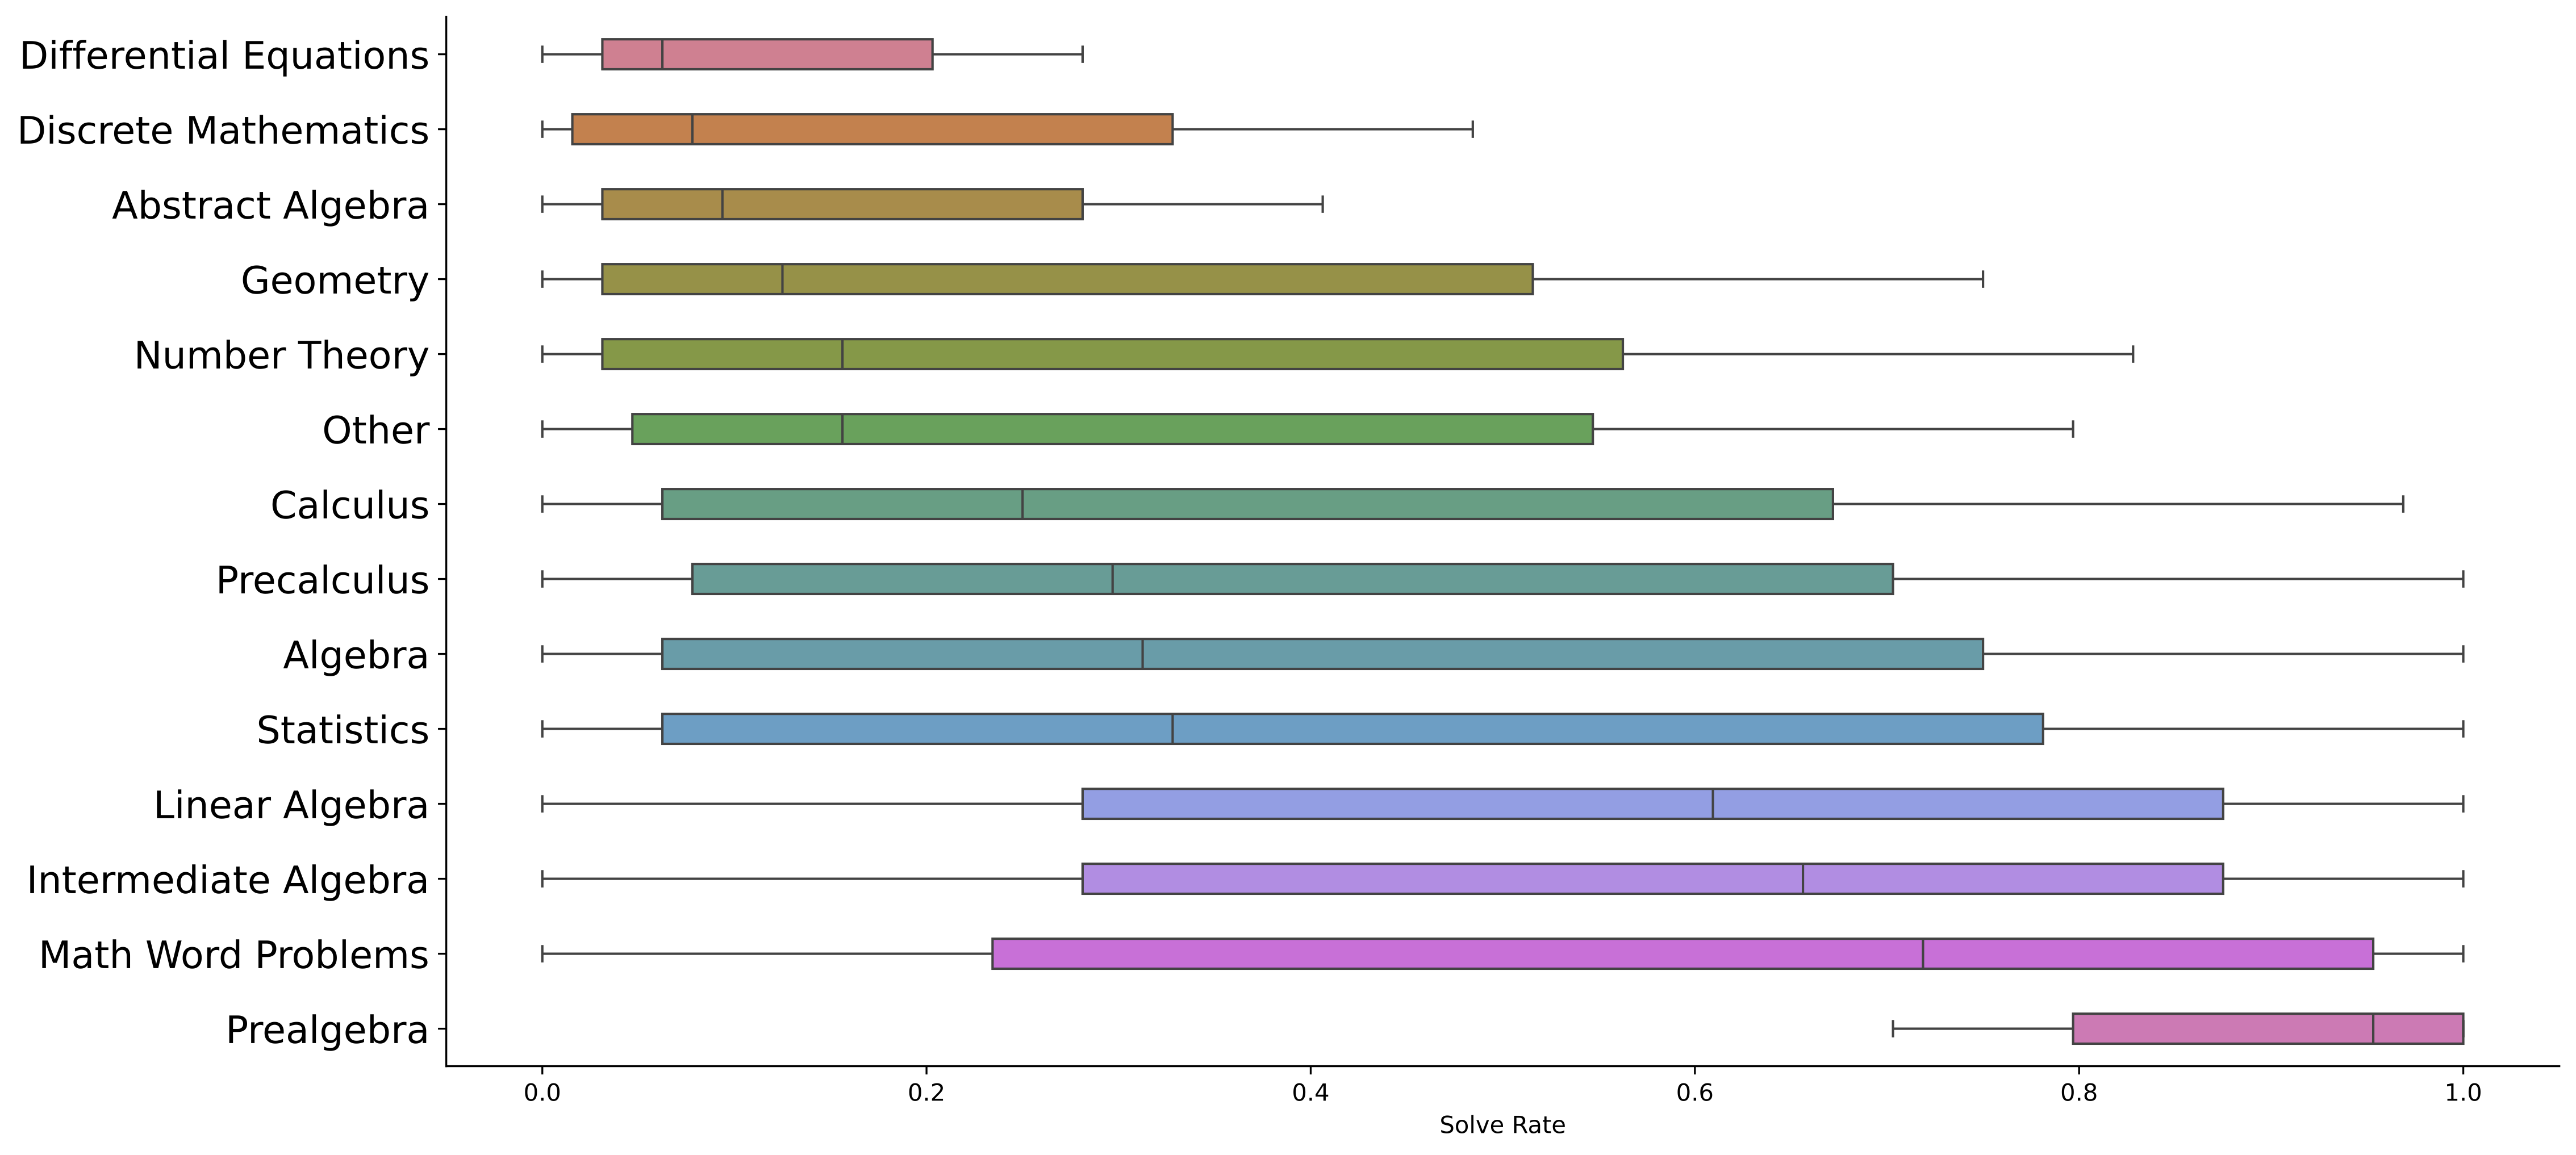 Differential Equations
Discrete Mathematics
Abstract Algebra
Geometry
Number Theory
Other
Calculus
Precalculus
Algebra
Statistics
Linear Algebra
Intermediate Algebra
Math Word Problems
Prealgebra
0.0 0.2 0.4 0.6 0.8 1.0
Solve Rate